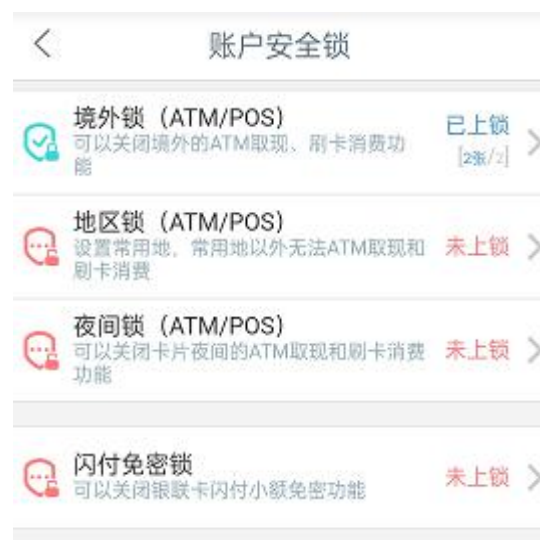 账户安全锁
境外锁（ATM/POS）
可以关闭境外的ATM取现、刷卡消费功
能
已上锁
[2张/2]
地区锁（ATM/POS）
设置常用地，常用地以外无法ATM取现和
刷卡消费
未上锁
夜间锁（ATM/POS）
可以关闭卡片夜间的ATM取现和刷卡消费
功能
未上锁
闪付免密锁
可以关闭银联卡闪付小额免密功能
未上锁